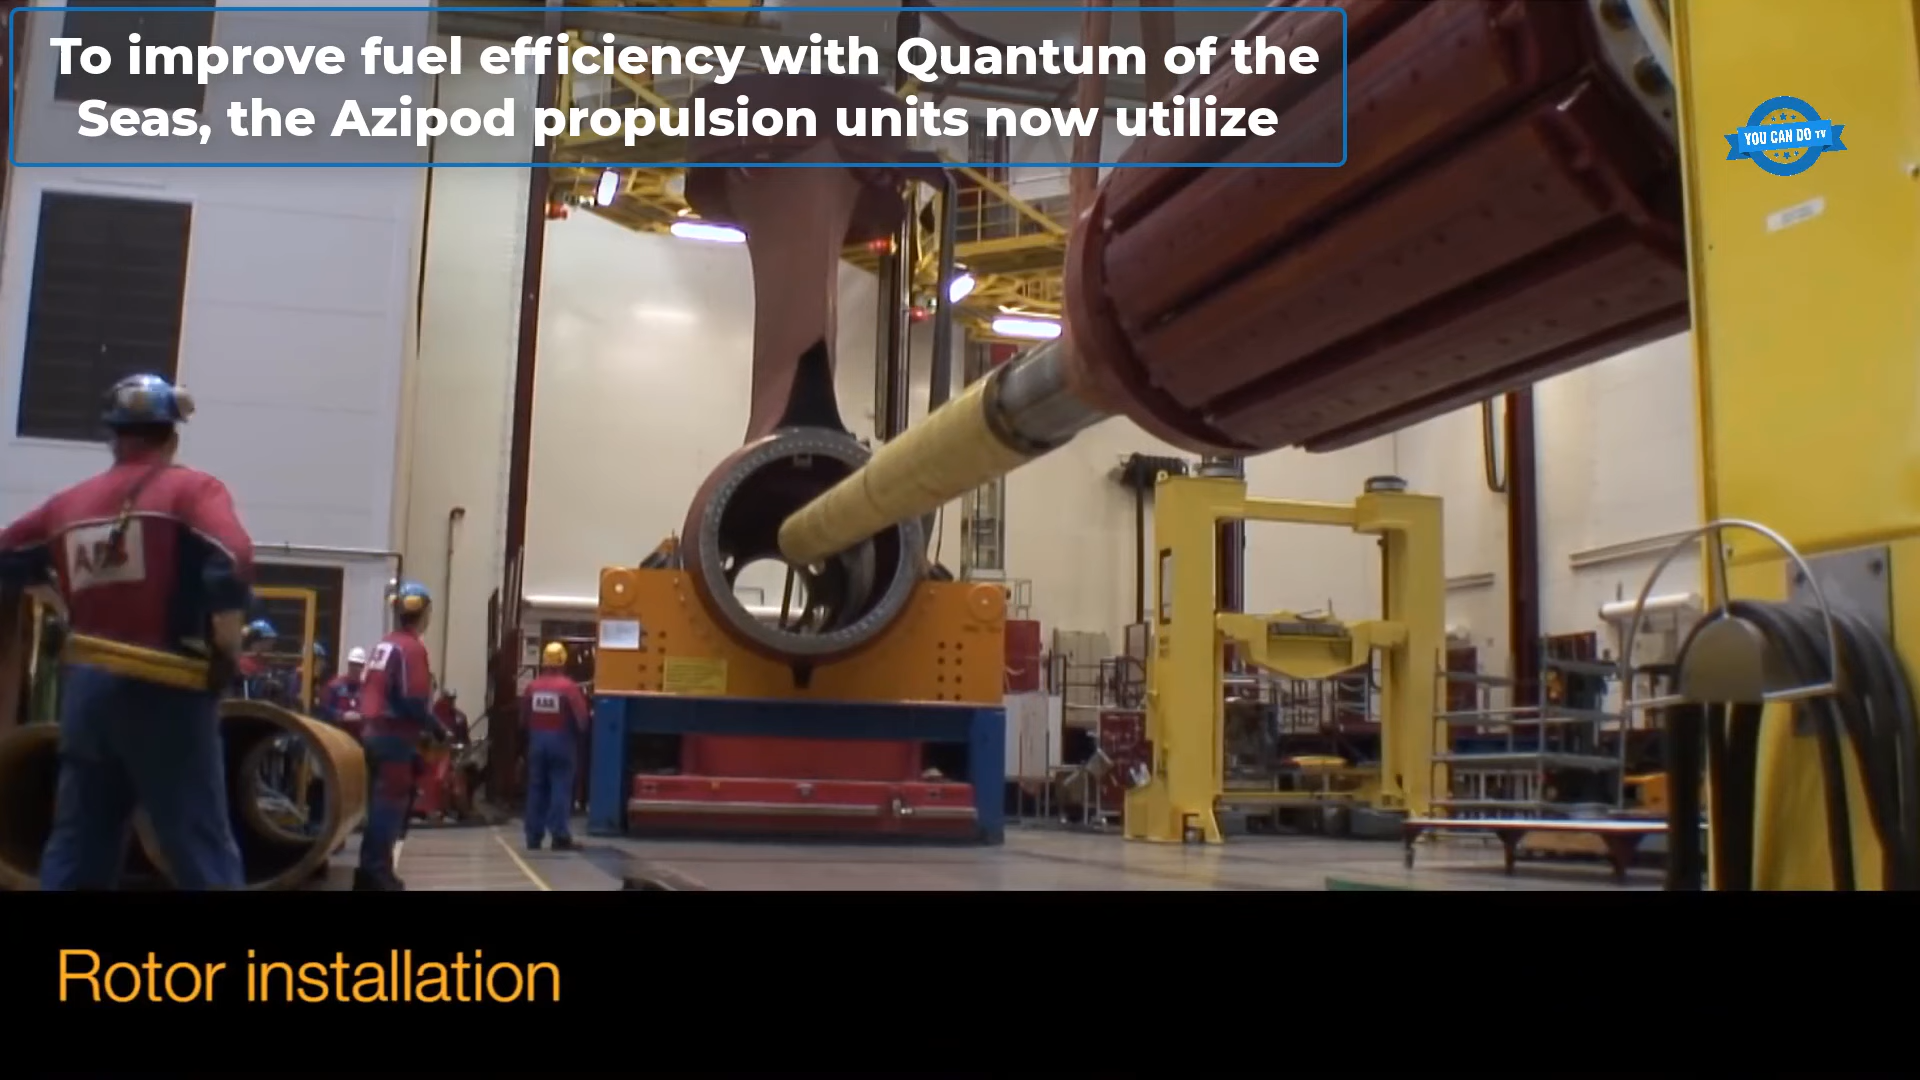 To improve fuel efficiency with Quantum of the
Seas, the Azipod propulsion units now utilize
YOU CAN DO TV
ABB
Rotor installation